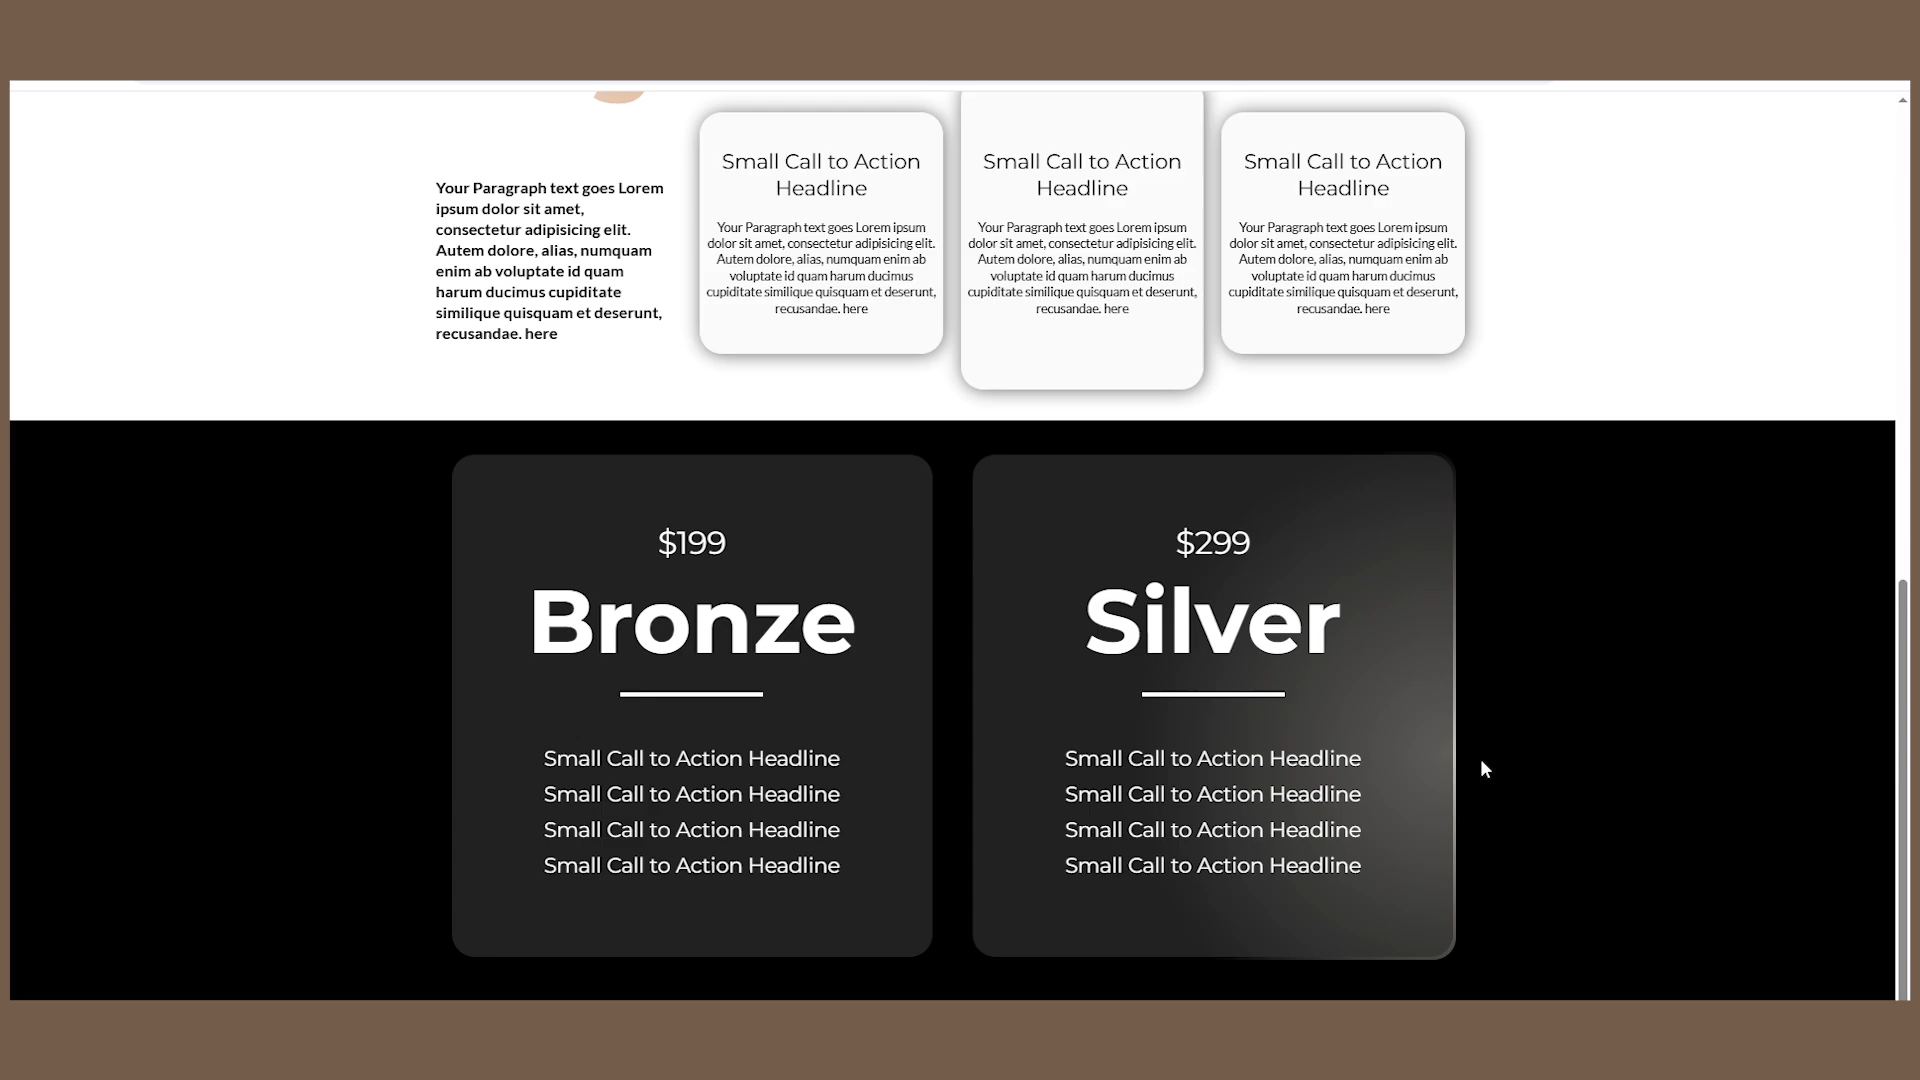 Your Paragraph text goes Lorem
ipsum dolor sit amet,
consectetur adipisicing elit.
Autem dolore, alias, numquam
enim ab voluptate id quam
harum ducimus cupiditate
similique quisquam et deserunt,
recusandae. here
Small Call to Action
Headline
Your Paragraph text goes Lorem ipsum
dolor sit amet, consectetur adipisicing elit.
Autem dolore, alias, numquam enim ab
voluptate id quam harum ducimus
cupiditate similique quisquam et deserunt,
recusandae. here
Small Call to Action
Headline
Your Paragraph text goes Lorem ipsum
dolor sit amet, consectetur adipisicing elit.
Autem dolore, alias, numquam enim ab
voluptate id quam harum ducimus
cupiditate similique quisquam et deserunt,
recusandae. here
Small Call to Action
Headline
Your Paragraph text goes Lorem ipsum
dolor sit amet, consectetur adipisicing elit.
Autem dolore, alias, numquam enim ab
voluptate id quam harum ducimus
cupiditate similique quisquam et deserunt,
recusandae. here
$199
Bronze
Small Call to Action Headline
Small Call to Action Headline
Small Call to Action Headline
Small Call to Action Headline
$299
Silver
Small Call to Action Headline
Small Call to Action Headline
Small Call to Action Headline
Small Call to Action Headline